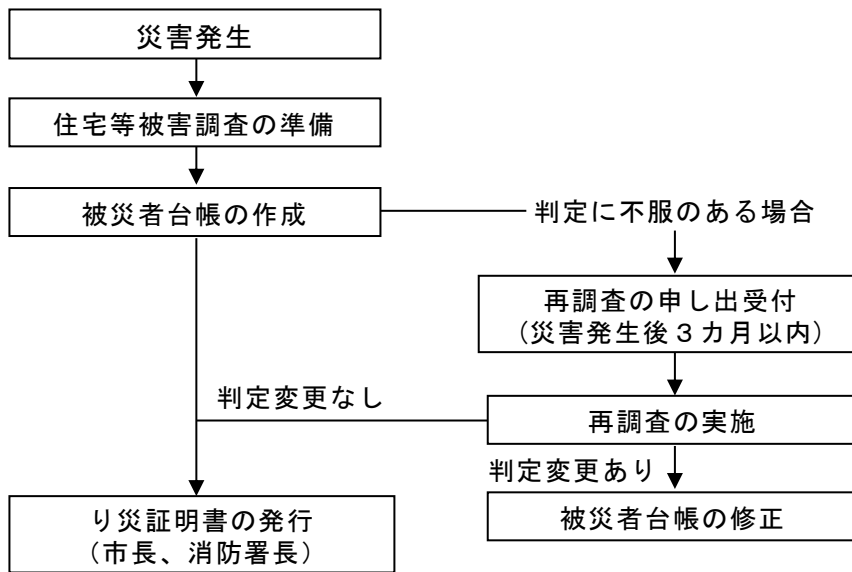 災害発生
住宅等被害調査の準備
被災者台帳の作成
判定に不服のある場合
再調査の申し出受付
（災害発生後３カ月以内）
判定変更なし
再調査の実施
判定変更あり
り災証明書の発行
（市長、消防署長）
被災者台帳の修正